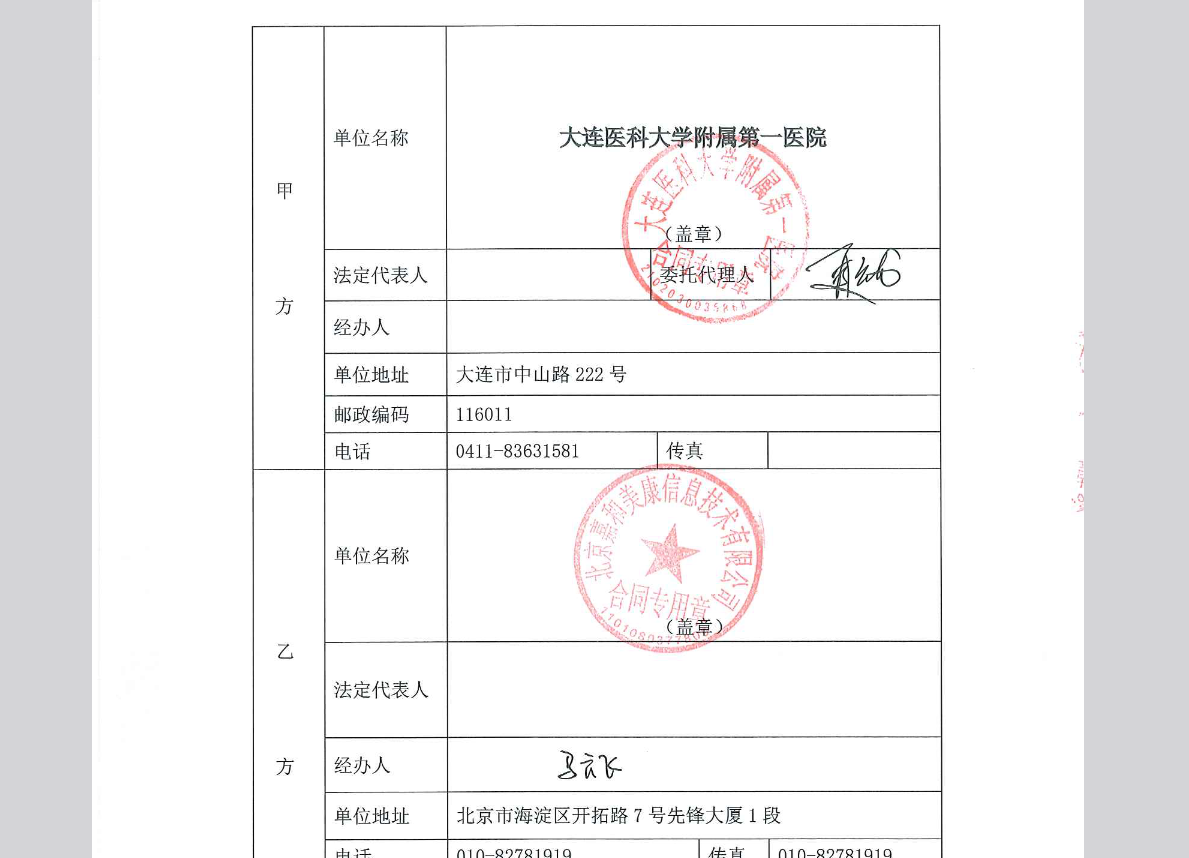 甲方
单位名称 大连医科大学附属第一医院
大连医科大学附属第一医院
(盖章)
合同专用章
2102030035868
法定代表人 委托代理人
经办人
单位地址 大连市中山路 222 号
邮政编码 116011
电话 0411-83631581 传真
乙方
北京嘉和美康信息技术有限公司
单位名称
合同专用章
(盖章)
法定代表人
经办人 马云飞
单位地址 北京市海淀区开拓路 7 号先锋大厦 1 段
电话 010-82781919 传真 010-82781919